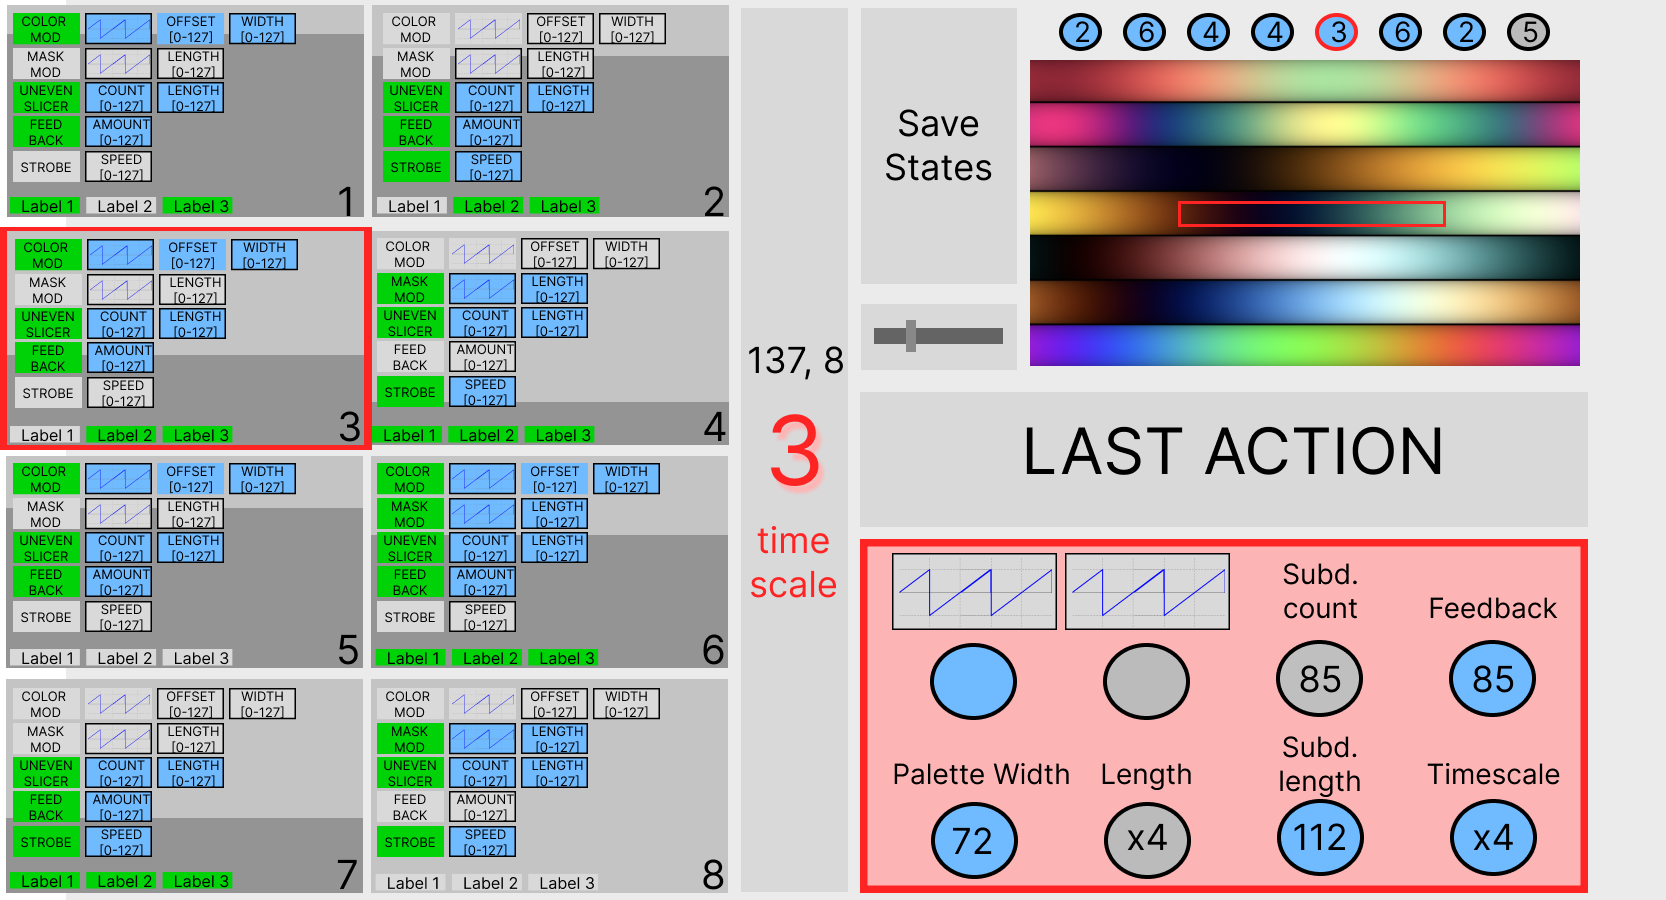 COLOR MOD OFFSET [0-127] WIDTH [0-127]
MASK MOD LENGTH [0-127]
UNEVEN SLICER COUNT [0-127] LENGTH [0-127]
FEED BACK AMOUNT [0-127]
STROBE SPEED [0-127]
Label 1 Label 2 Label 3 1
COLOR MOD OFFSET [0-127] WIDTH [0-127]
MASK MOD LENGTH [0-127]
UNEVEN SLICER COUNT [0-127] LENGTH [0-127]
FEED BACK AMOUNT [0-127]
STROBE SPEED [0-127]
Label 1 Label 2 Label 3 2
COLOR MOD OFFSET [0-127] WIDTH [0-127]
MASK MOD LENGTH [0-127]
UNEVEN SLICER COUNT [0-127] LENGTH [0-127]
FEED BACK AMOUNT [0-127]
STROBE SPEED [0-127]
Label 1 Label 2 Label 3 3
COLOR MOD OFFSET [0-127] WIDTH [0-127]
MASK MOD LENGTH [0-127]
UNEVEN SLICER COUNT [0-127] LENGTH [0-127]
FEED BACK AMOUNT [0-127]
STROBE SPEED [0-127]
Label 1 Label 2 Label 3 4
COLOR MOD OFFSET [0-127] WIDTH [0-127]
MASK MOD LENGTH [0-127]
UNEVEN SLICER COUNT [0-127] LENGTH [0-127]
FEED BACK AMOUNT [0-127]
STROBE SPEED [0-127]
Label 1 Label 2 Label 3 5
COLOR MOD OFFSET [0-127] WIDTH [0-127]
MASK MOD LENGTH [0-127]
UNEVEN SLICER COUNT [0-127] LENGTH [0-127]
FEED BACK AMOUNT [0-127]
STROBE SPEED [0-127]
Label 1 Label 2 Label 3 6
COLOR MOD OFFSET [0-127] WIDTH [0-127]
MASK MOD LENGTH [0-127]
UNEVEN SLICER COUNT [0-127] LENGTH [0-127]
FEED BACK AMOUNT [0-127]
STROBE SPEED [0-127]
Label 1 Label 2 Label 3 7
COLOR MOD OFFSET [0-127] WIDTH [0-127]
MASK MOD LENGTH [0-127]
UNEVEN SLICER COUNT [0-127] LENGTH [0-127]
FEED BACK AMOUNT [0-127]
STROBE SPEED [0-127]
Label 1 Label 2 Label 3 8
137, 8
3
time
scale
Save
States
2 6 4 4 3 6 2 5
LAST ACTION
Subd.
count Feedback
85 85
Palette Width Length Subd.
length Timescale
72 x4 112 x4